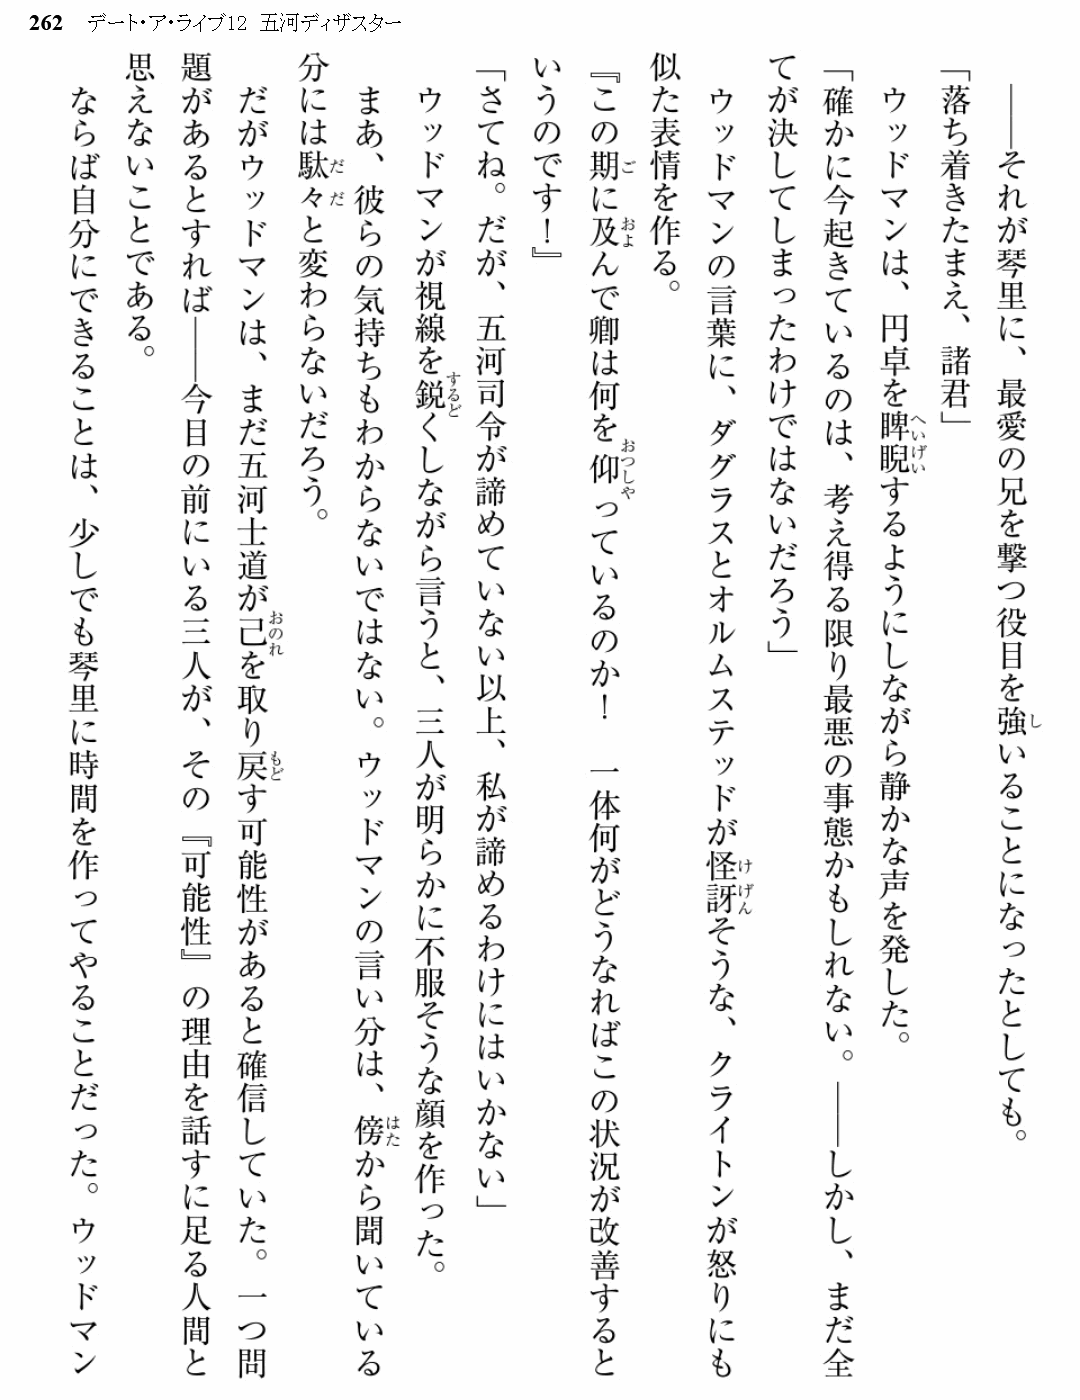 262 デート・ア・ライブ12 五河ディザスター
――それが琴里に、最愛の兄を撃つ役目を強いることになったとしても。
「落ち着きたまえ、諸君」
ウッドマンは、円卓を睥睨するようにしながら静かな声を発した。
「確かに今起きているのは、考え得る限り最悪の事態かもしれない。――しかし、まだ全
てが決してしまったわけではないだろう」
ウッドマンの言葉に、ダグラスとオルムステッドが怪訝そうな、クライトンが怒りにも
似た表情を作る。
『この期に及んで卿は何を仰っているのか！　一体何がどうなればこの状況が改善すると
いうのです！』
「さてね。だが、五河司令が諦めていない以上、私が諦めるわけにはいかない」
ウッドマンが視線を鋭くしながら言うと、三人が明らかに不服そうな顔を作った。
まあ、彼らの気持ちもわからないではない。ウッドマンの言い分は、傍から聞いている
分には駄々と変わらないだろう。
だがウッドマンは、まだ五河士道が己を取り戻す可能性があると確信していた。一つ問
題があるとすれば――今目の前にいる三人が、その『可能性』の理由を話すに足る人間と
思えないことである。
ならば自分にできることは、少しでも琴里に時間を作ってやることだった。ウッドマン